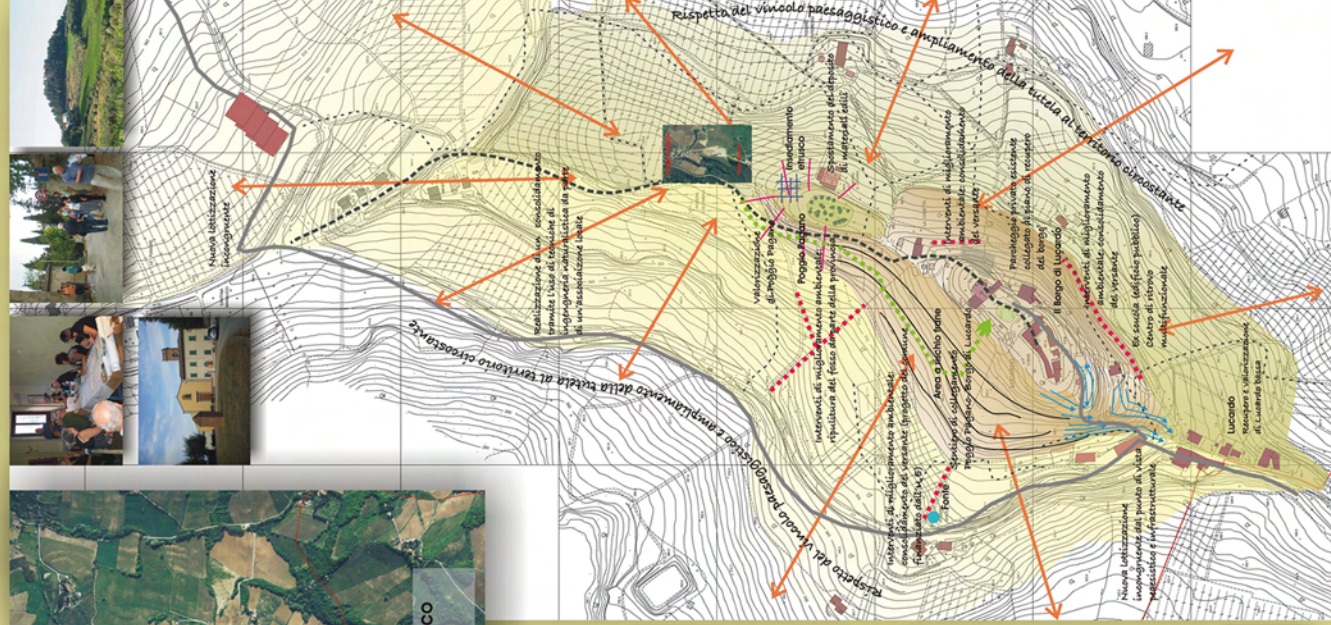 Rispetta del vincolo paesaggistico e ampliamento della tutela al territorio circostante
Nuova lottizzazione
incongruente
Realizzazione di un consolidamento
tramite l'uso di tecniche di
ingegneria naturalistica da parte
di un'associazione locale
Insediamento
etrusco
Spostamento del deposito
di materiali edili
Valorizzazione
di Poggio Pagano
Poggio Pagano
Interventi di miglioramento ambientale:
ripulitura del fosso da parte della provincia
Interventi di miglioramento
ambientale: consolidamento
del versante
Parcheggio privato esistente
collegato al piano di recupero
del borgo
Il Borgo di Lucardo
Interventi di miglioramento
ambientale: consolidamento
del versante
Ex scuola (edificio pubblico)
Centro di ritrovo
multifunzionale
Area a rischio frane
Sentiero di collegamento
Poggio Pagano-Borgo di Lucardo
Interventi di miglioramento ambientale:
consolidamento del versante (progetto del
Fonte
Rispetto del vincolo paesaggistico e ampliamento della tutela al territorio circostante
Lucardo
Recupero e valorizzazione
di Lucardo basso
Nuova lottizzazione
incongruente dal punto di vista
paesistico e infrastrutturale
CO